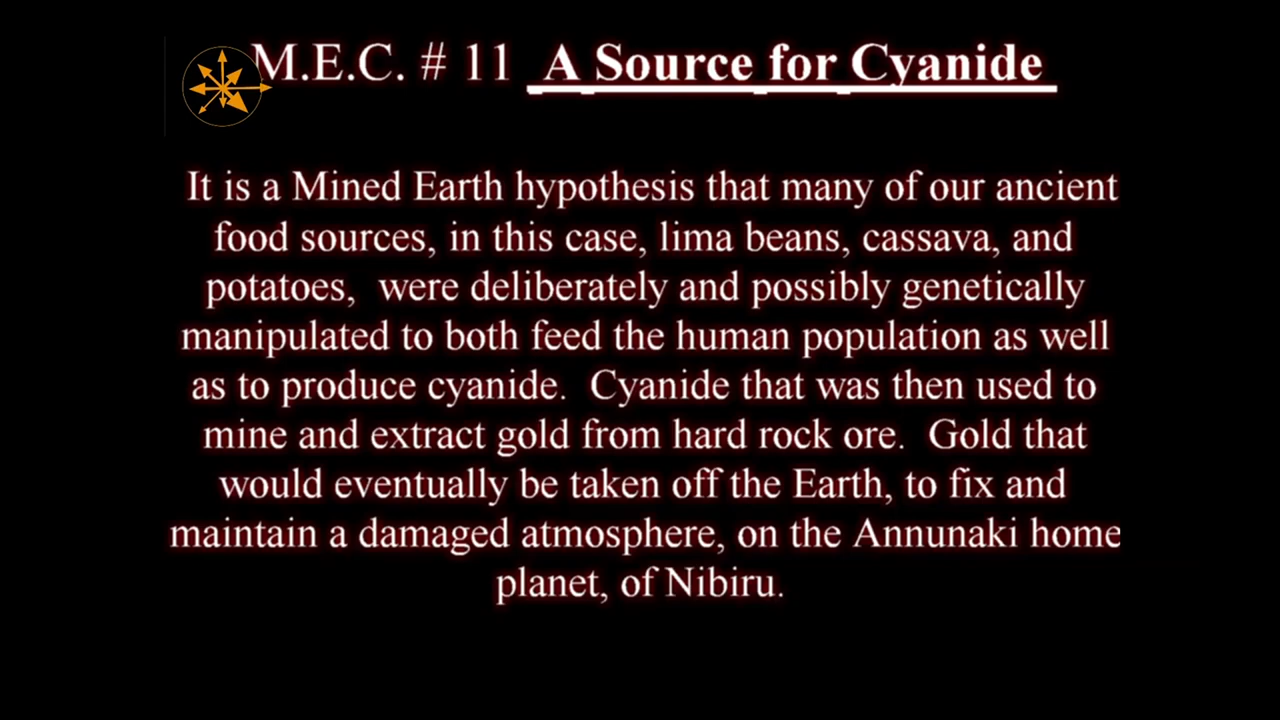 M.E.C. # 11 A Source for Cyanide
It is a Mined Earth hypothesis that many of our ancient
food sources, in this case, lima beans, cassava, and
potatoes, were deliberately and possibly genetically
manipulated to both feed the human population as well
as to produce cyanide. Cyanide that was then used to
mine and extract gold from hard rock ore. Gold that
would eventually be taken off the Earth, to fix and
maintain a damaged atmosphere, on the Annunaki home
planet, of Nibiru.